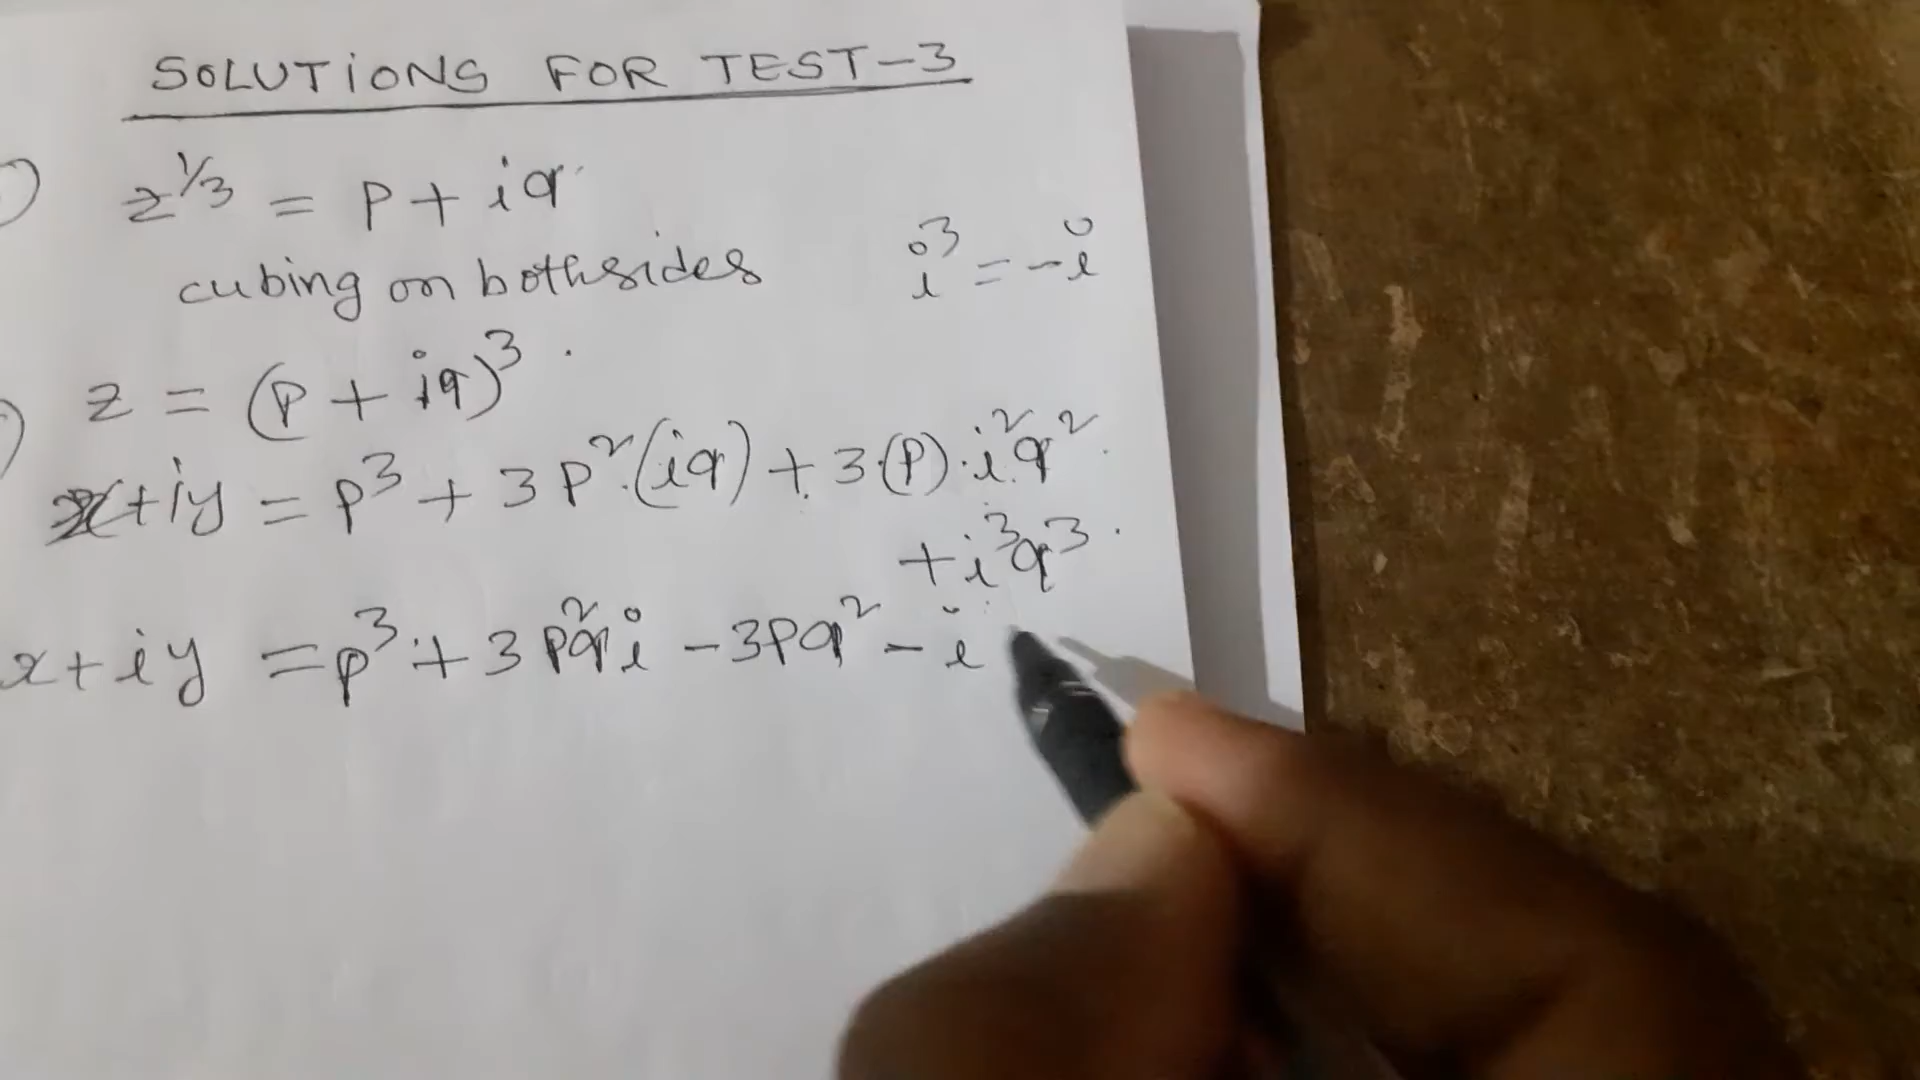 SOLUTIONS FOR TEST-3
z^1/3 = p + iq
cubing on bothsides
i^3 = -i
z = (p + iq)^3.
x+iy = p^3 + 3p^2.(iq) + 3.(p).i^2q^2.
+i^3q^3.
x+iy = p^3 + 3p^2qi - 3pq^2 - i